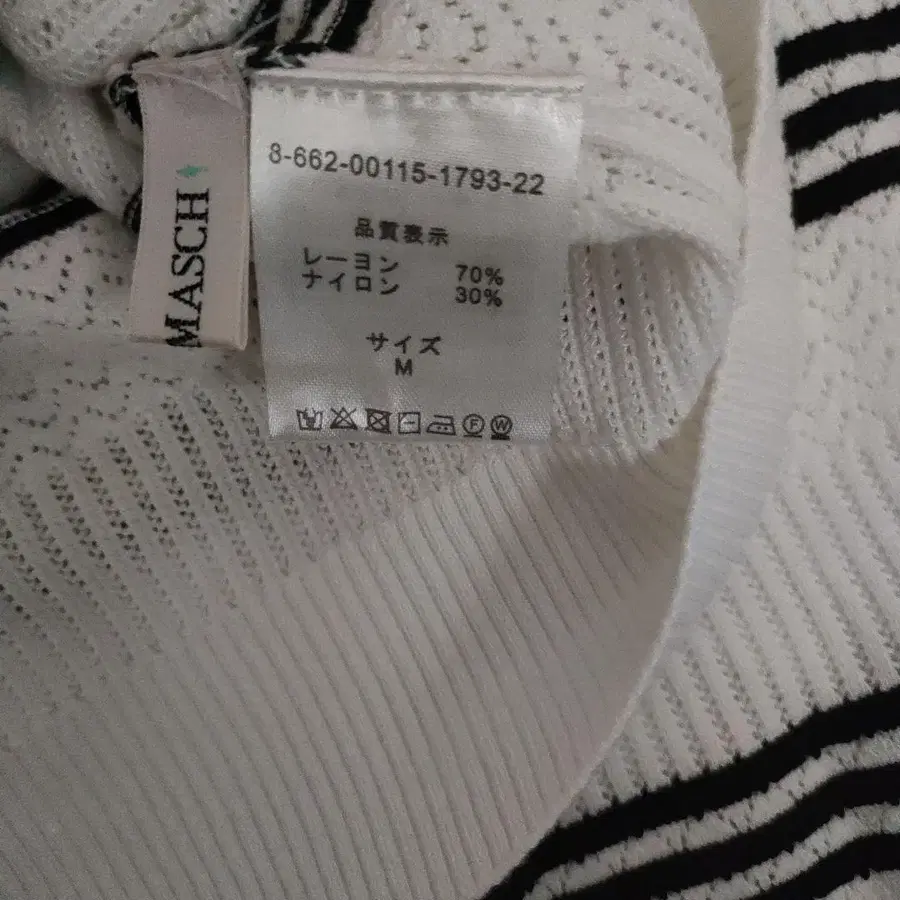 MASCH
8-662-00115-1793-22
品質表示
レーヨン 70%
ナイロン 30%
サイズ
M
F W